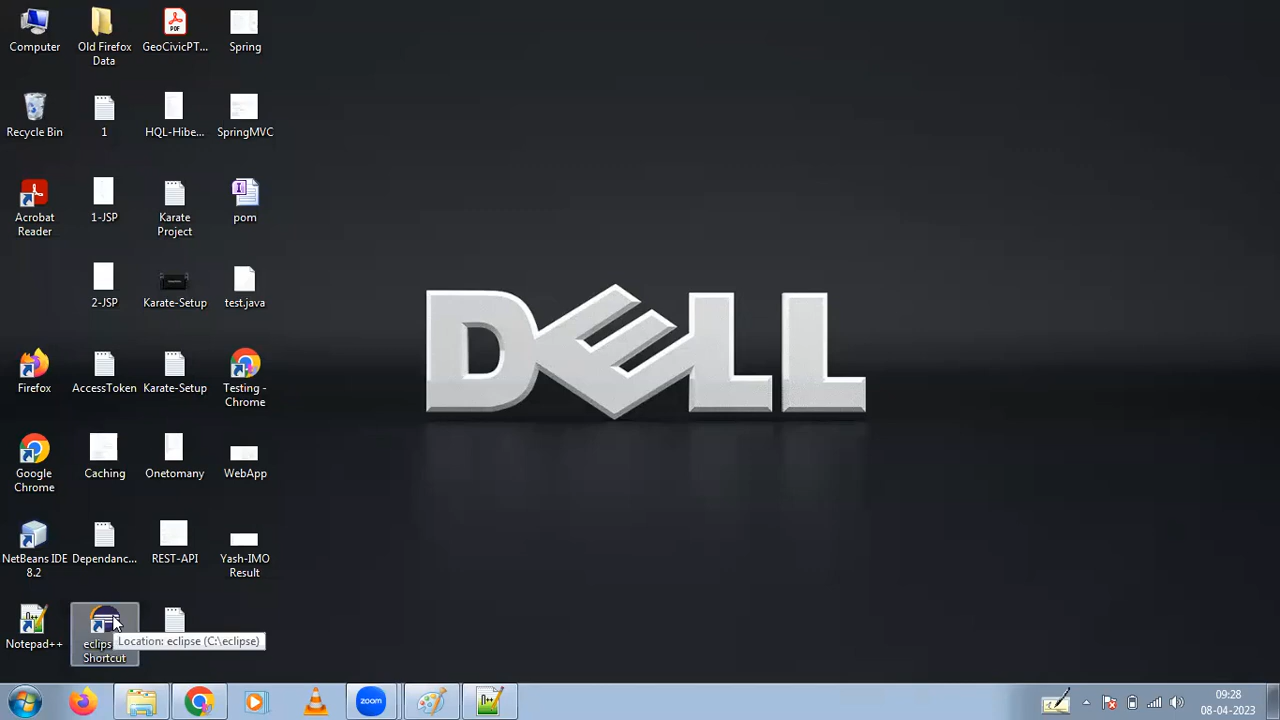 Computer
Old Firefox
Data
GeoCivicPT...
Spring
Recycle Bin
1
HQL-Hibe...
SpringMVC
Acrobat
Reader
1-JSP
Karate
Project
pom
2-JSP
Karate-Setup
test.java
Firefox
AccessToken
Karate-Setup
Testing -
Chrome
Google
Chrome
Caching
Onetomany
WebApp
NetBeans IDE
8.2
Dependanc...
REST-API
Yash-IMO
Result
Notepad++
eclips
Shortcut
Location: eclipse (C:\eclipse)
DELL
zoom
09:28
08-04-2023